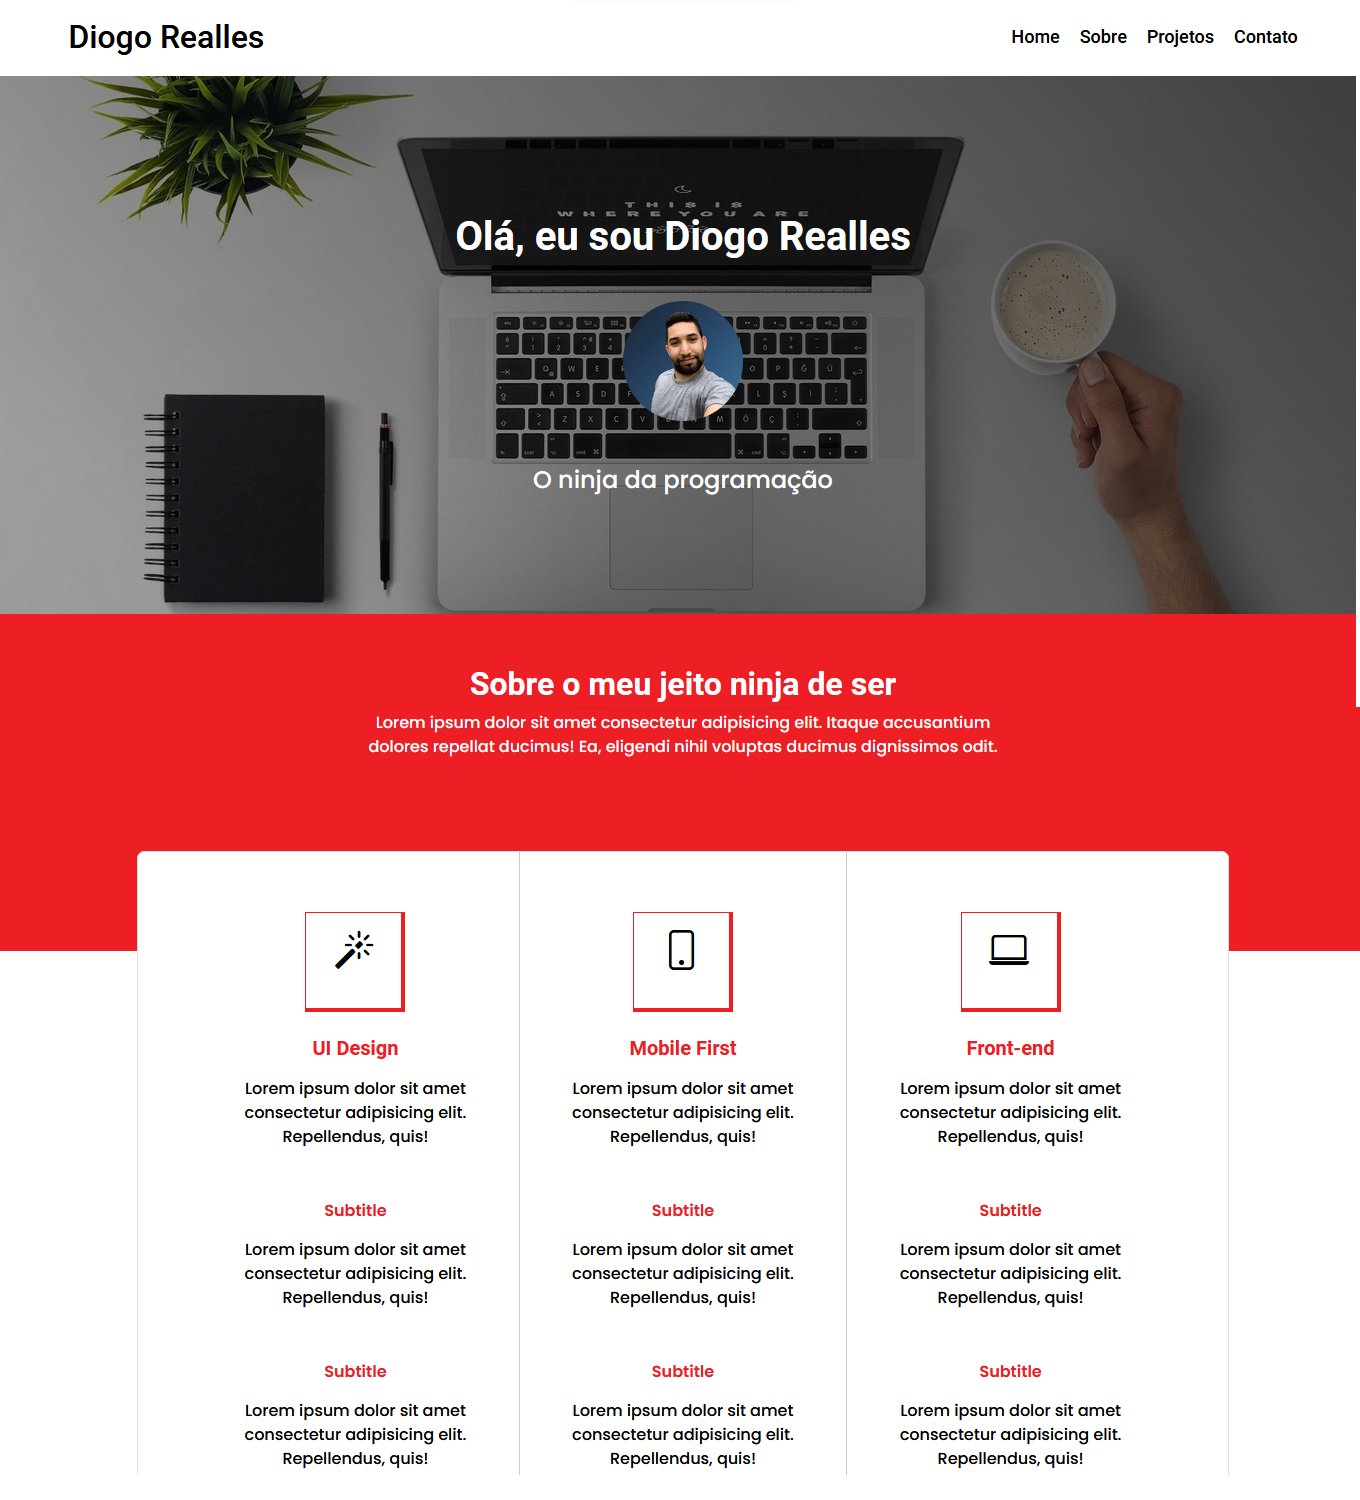 Diogo Realles
Home Sobre Projetos Contato
THIS IS
WHERE YOU ARE
Olá, eu sou Diogo Realles
O ninja da programação
Sobre o meu jeito ninja de ser
Lorem ipsum dolor sit amet consectetur adipisicing elit. Itaque accusantium
dolores repellat ducimus! Ea, eligendi nihil voluptas ducimus dignissimos odit.
UI Design
Lorem ipsum dolor sit amet
consectetur adipisicing elit.
Repellendus, quis!
Subtitle
Lorem ipsum dolor sit amet
consectetur adipisicing elit.
Repellendus, quis!
Subtitle
Lorem ipsum dolor sit amet
consectetur adipisicing elit.
Repellendus, quis!
Mobile First
Lorem ipsum dolor sit amet
consectetur adipisicing elit.
Repellendus, quis!
Subtitle
Lorem ipsum dolor sit amet
consectetur adipisicing elit.
Repellendus, quis!
Subtitle
Lorem ipsum dolor sit amet
consectetur adipisicing elit.
Repellendus, quis!
Front-end
Lorem ipsum dolor sit amet
consectetur adipisicing elit.
Repellendus, quis!
Subtitle
Lorem ipsum dolor sit amet
consectetur adipisicing elit.
Repellendus, quis!
Subtitle
Lorem ipsum dolor sit amet
consectetur adipisicing elit.
Repellendus, quis!